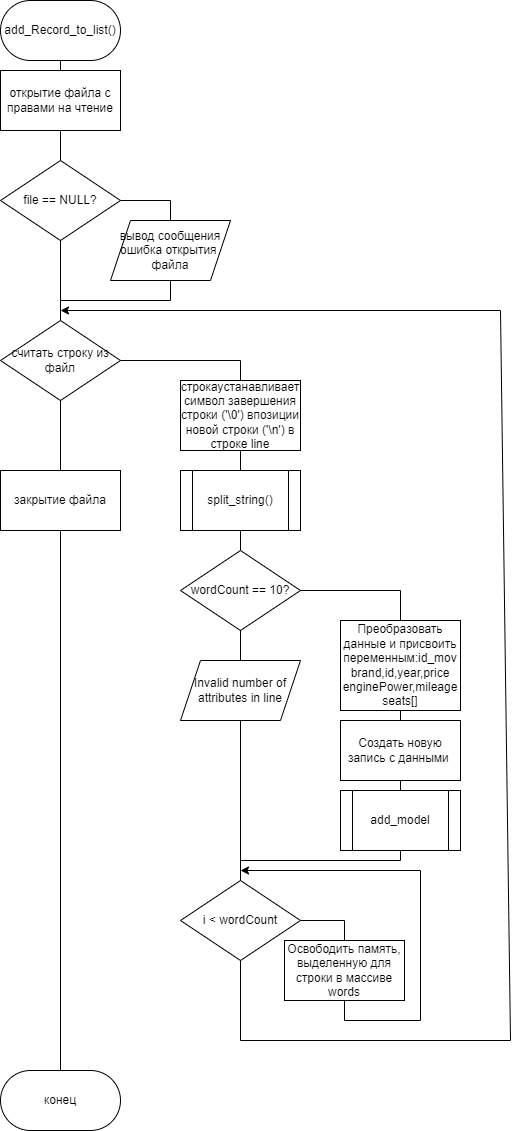 add_Record_to_list()
открытие файла с
правами на чтение
file == NULL?
вывод сообщения
ошибка открытия
файла
считать строку из
файл
строкаустанавливает
символ завершения
строки ('\0') впозиции
новой строки ('\n') в
строке line
закрытие файла
split_string()
wordCount == 10?
Преобразовать
данные и присвоить
переменным:id_mov
brand,id,year,price
enginePower,mileage
seats[]
Invalid number of
attributes in line
Создать новую
запись с данными
add_model
i < wordCount
Освободить память,
выделенную для
строки в массиве
words
конец